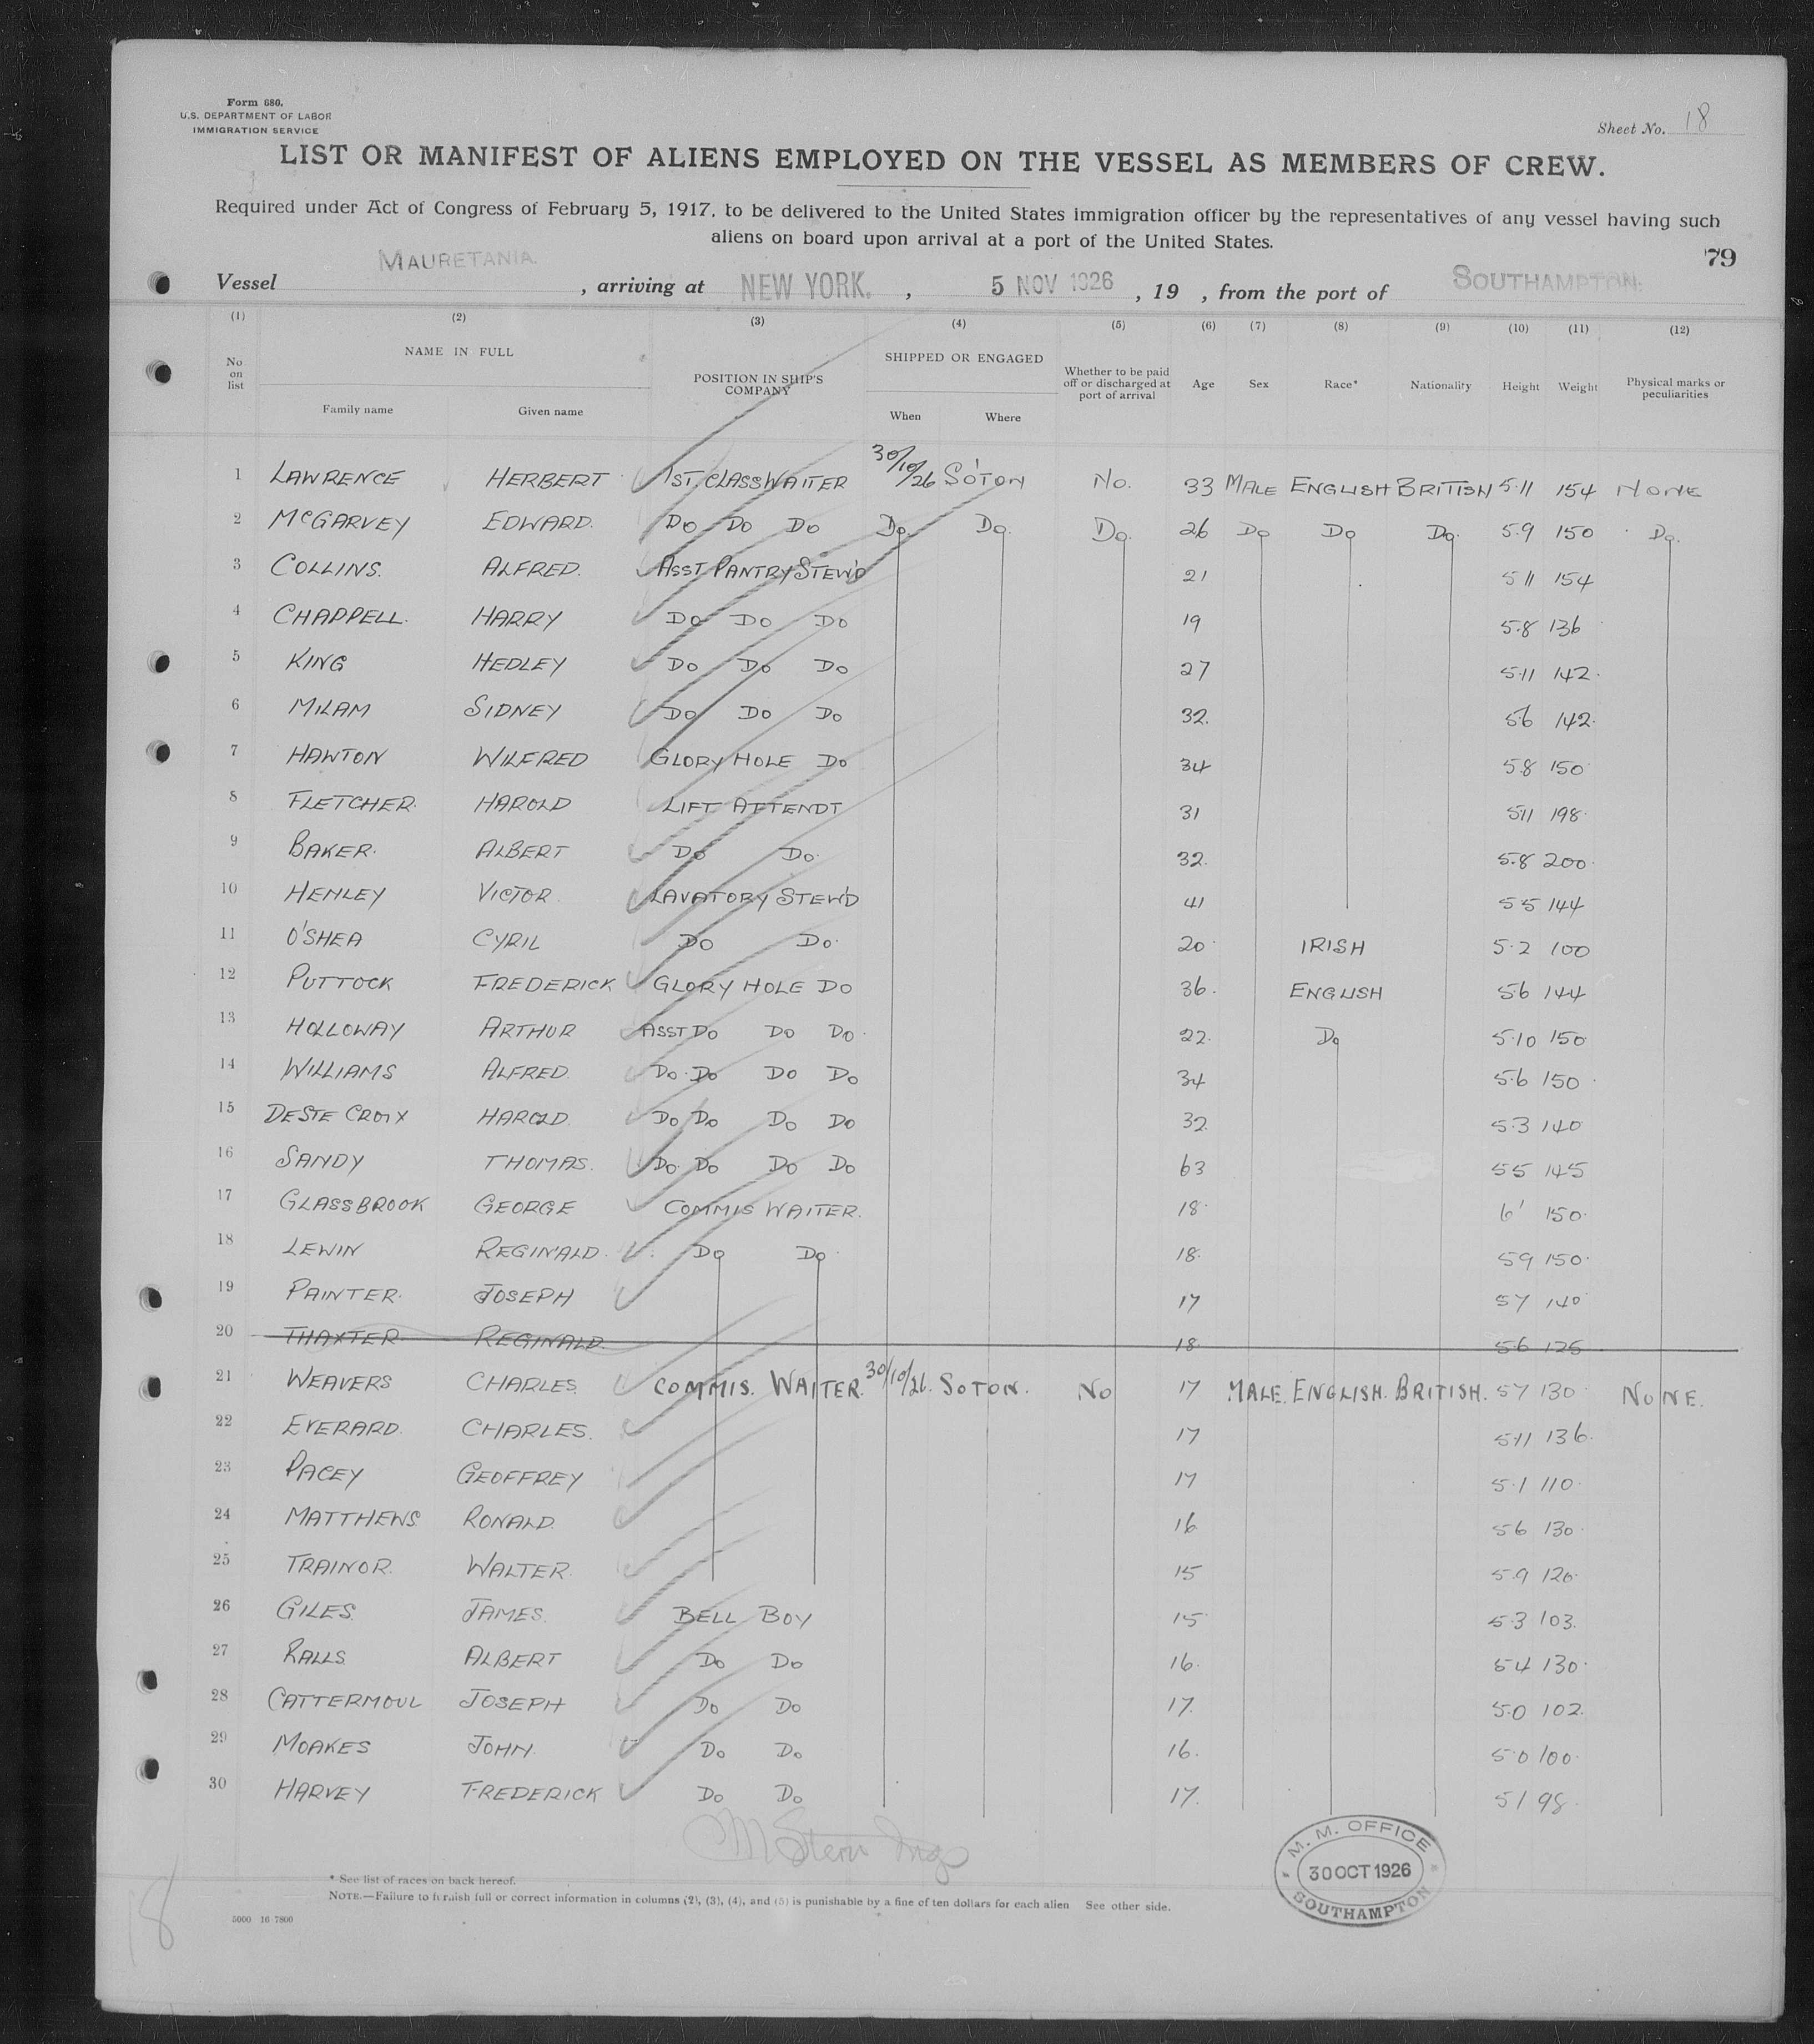 Form 686.
U.S. DEPARTMENT OF LABOR
IMMIGRATION SERVICE
Sheet No. 18
LIST OR MANIFEST OF ALIENS EMPLOYED ON THE VESSEL AS MEMBERS OF CREW.
Required under Act of Congress of February 5, 1917, to be delivered to the United States immigration officer by the representatives of any vessel having such
aliens on board upon arrival at a port of the United States.
79
Vessel MAURETANIA, arriving at NEW YORK., 5 NOV 1926, 19 , from the port of SOUTHAMPTON.
(1) (2) (3) (4) (5) (6) (7) (8) (9) (10) (11) (12)
No on list NAME IN FULL Family name Given name POSITION IN SHIP'S COMPANY SHIPPED OR ENGAGED When Where Whether to be paid off or discharged at port of arrival Age Sex Race* Nationality Height Weight Physical marks or peculiarities
1 LAWRENCE HERBERT 1ST. CLASS WAITER 30/10/26 SO'TON No. 33 MALE ENGLISH BRITISH 5.11 154 NONE
2 McGARVEY EDWARD. DO DO DO DO. DO. DO. 26 DO DO DO. 5.9 150 DO.
3 COLLINS. ALFRED. ASST PANTRY STEW'D 21 5 11 154
4 CHAPPELL. HARRY DO DO DO 19 5.8 136
5 KING HEDLEY DO DO DO 27 5.11 142.
6 MILAM SIDNEY DO DO DO 32. 5.6 142.
7 HAWTON WILFRED GLORY HOLE DO 34 5.8 150
8 FLETCHER. HAROLD LIFT ATTENDT 31 5.11 198.
9 BAKER. ALBERT DO DO. 32. 5.8 200.
10 HENLEY VICTOR. LAVATORY STEW'D 41 5.5 144
11 O'SHEA CYRIL DO DO. 20. IRISH 5.2 100
12 PUTTOCK FREDERICK GLORY HOLE DO 36. ENGLISH 5.6 144
13 HOLLOWAY ARTHUR ASST DO DO DO. 22. DO 5.10 150
14 WILLIAMS ALFRED. DO. DO DO DO 34 5.6 150
15 DESTE CROIX HAROLD. DO DO DO DO 32. 5.3 140
16 SANDY THOMAS. DO. DO DO DO 63 5 5 145
17 GLASSBROOK GEORGE COMMIS WAITER. 18. 6' 150.
18 LEWIN REGINALD. DO DO. 18. 5 9 150.
19 PAINTER. JOSEPH 17 5 7 140
20 THAXTER REGINALD. 18. 5.6 125
21 WEAVERS CHARLES. COMMIS. WAITER. 30/10/26. SOTON. NO 17 MALE. ENGLISH. BRITISH. 5 7 130 NONE.
22 EVERARD. CHARLES. 17 5.11 136.
23 PACEY GEOFFREY 17 5.1 110
24 MATTHEWS RONALD. 16. 5 6 130
25 TRAINOR. WALTER. 15 5.9 120.
26 GILES. JAMES. BELL BOY 15 5.3 103.
27 RALLS ALBERT DO DO 16. 5 4 130
28 CATTERMOUL JOSEPH DO DO 17. 5.0 102.
29 MOAKES JOHN. DO DO. 16. 5.0 100.
30 HARVEY FREDERICK DO DO 17. 5 1 98.
M. M. OFFICE
30 OCT 1926
SOUTHAMPTON
* See list of races on back hereof.
NOTE.—Failure to furnish full or correct information in columns (2), (3), (4), and (5) is punishable by a fine of ten dollars for each alien See other side.
5000 16 7800
18